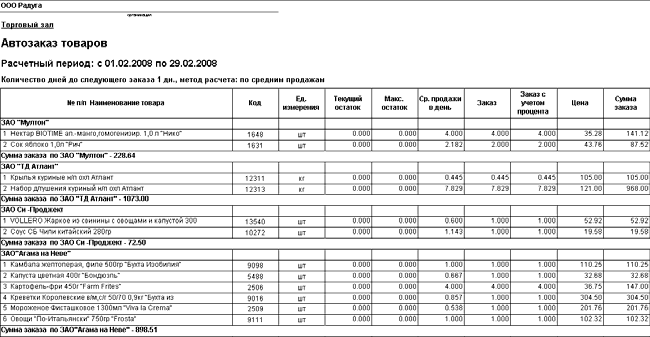 ООО Радуга
организация
Торговый зал
Автозаказ товаров
Расчетный период: с 01.02.2008 по 29.02.2008
Количество дней до следующего заказа 1 дн., метод расчета: по средним продажам
№ п/п Наименование товара Код Ед. измерения Текущий остаток Макс. остаток Ср. продажи в день Заказ Заказ с учетом процента Цена Сумма заказа
ЗАО "Мултон"
1 Нектар BIOTIME ап.-манго,гомогенизир. 1,0 л "Нико" 1648 шт 0.000 0.000 4.000 4.000 4.000 35.28 141.12
2 Сок яблоко 1,0л "Рич" 1631 шт 0.000 0.000 2.182 2.000 2.000 43.76 87.52
Сумма заказа по ЗАО "Мултон" - 228.64
ЗАО "ТД Атлант"
1 Крылья куриные н/п охл Атлант 12311 кг 0.000 0.000 0.445 0.445 0.445 105.00 105.00
2 Набор д/тушения куриный н/п охл Атлант 12313 кг 0.000 0.000 7.829 7.829 7.829 121.00 968.00
Сумма заказа по ЗАО "ТД Атлант" - 1073.00
ЗАО Си -Проджект
1 VOLLERO Жаркое из свинины с овощами и капустой 300 13540 шт 0.000 0.000 0.600 1.000 1.000 52.92 52.92
2 Соус СБ Чили китайский 280гр 10272 шт 0.000 0.000 1.143 1.000 1.000 19.58 19.58
Сумма заказа по ЗАО Си -Проджект - 72.50
ЗАО"Агама на Неве"
1 Камбала желтоперая, филе 500гр "Бухта Изобилия" 9098 шт 0.000 0.000 1.000 1.000 1.000 110.25 110.25
2 Капуста цветная 400г "Бондюэль" 5488 шт 0.000 0.000 0.667 1.000 1.000 32.68 32.68
3 Картофель-фри 450г "Farm Frites" 2506 шт 0.000 0.000 4.000 4.000 4.000 36.75 147.00
4 Креветки Королевские в/м,с/г 50/70 0,9кг "Бухта из 9016 шт 0.000 0.000 0.857 1.000 1.000 304.50 304.50
5 Мороженое Фисташковое 1300мл "Viva la Crema" 2509 шт 0.000 0.000 0.538 1.000 1.000 201.76 201.76
6 Овощи "По-Итальянски" 750гр "Frosta" 9111 шт 0.000 0.000 1.000 1.000 1.000 102.32 102.32
Сумма заказа по ЗАО"Агама на Неве" - 898.51